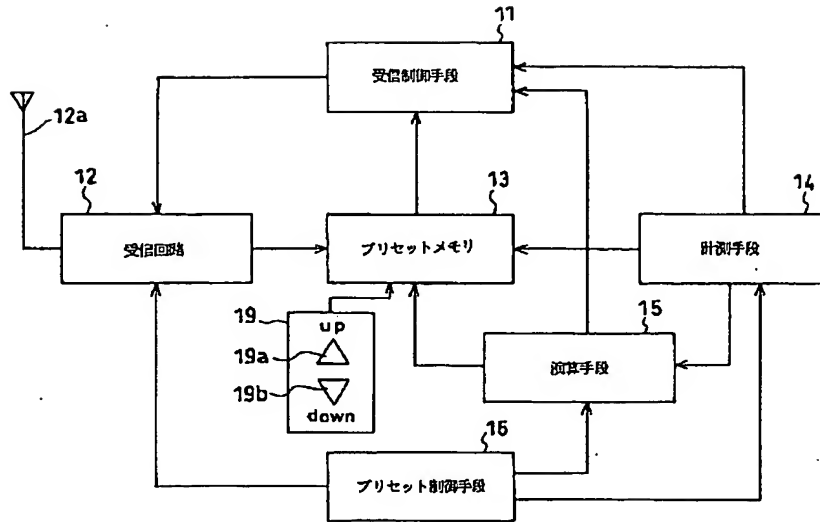 11
受信制御手段
12a
12
受信回路
13
プリセットメモリ
14
計測手段
19
up
19a
19b
down
15
演算手段
16
プリセット制御手段